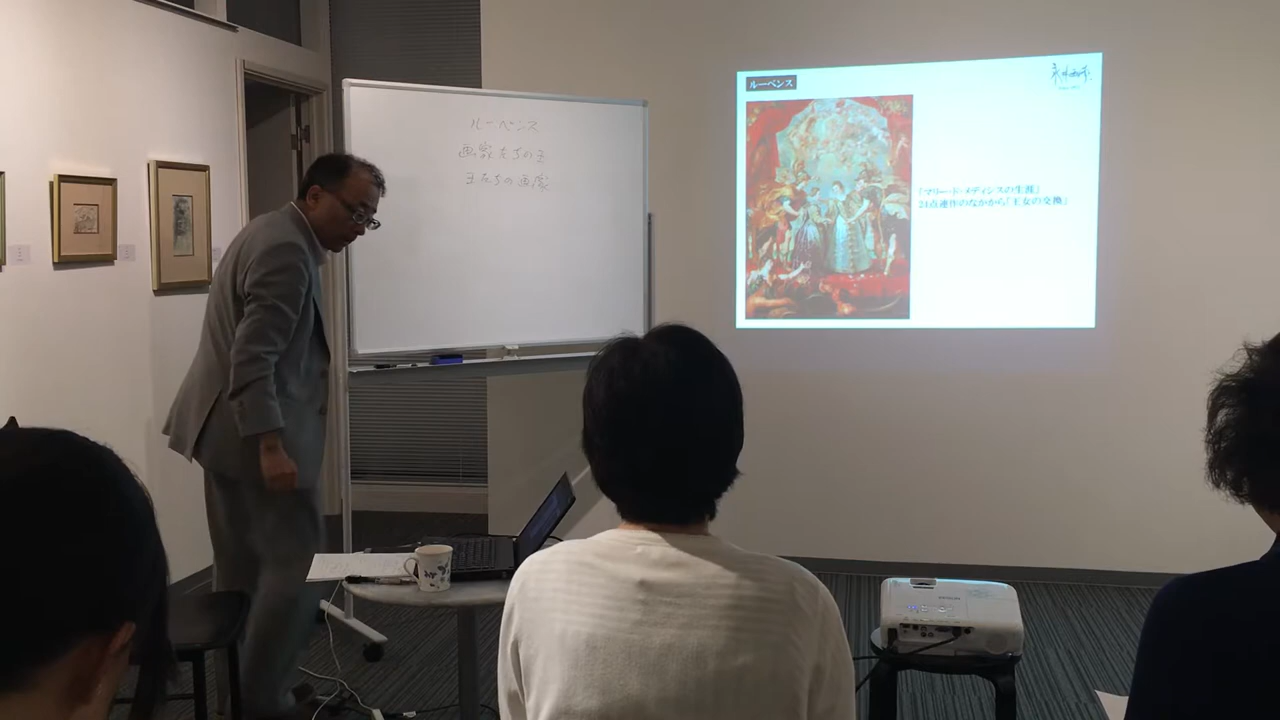 ルーベンス
画家たちの王
王たちの画家
ルーベンス
「マリー・ド・メディシスの生涯」
24点連作のなかから「王女の交換」
EPSON